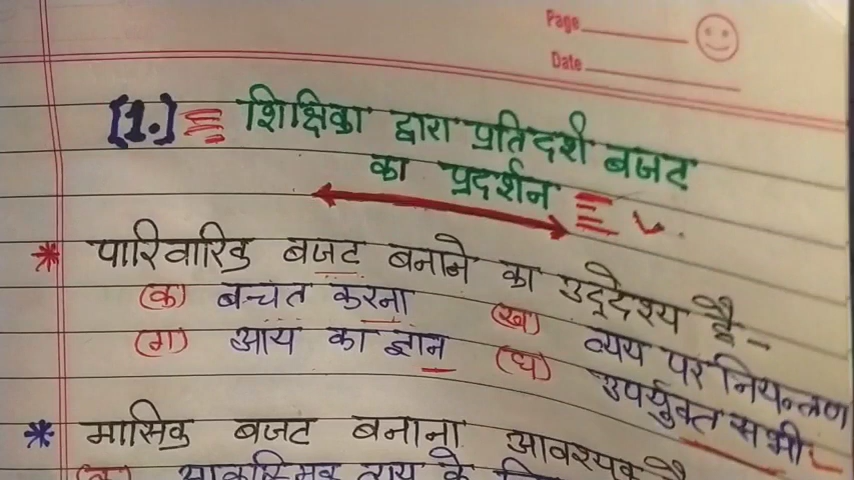 Page
Date
[1.] शिक्षिका द्वारा प्रतिदर्श बजट
का प्रदर्शन
* पारिवारिक बजट बनाने का उद्देश्य है -
(क) बचत करना (ख) व्यय पर नियन्त्रण
(ग) आय का ज्ञान (घ) उपर्युक्त सभी
* मासिक बजट बनाना आवश्यक है